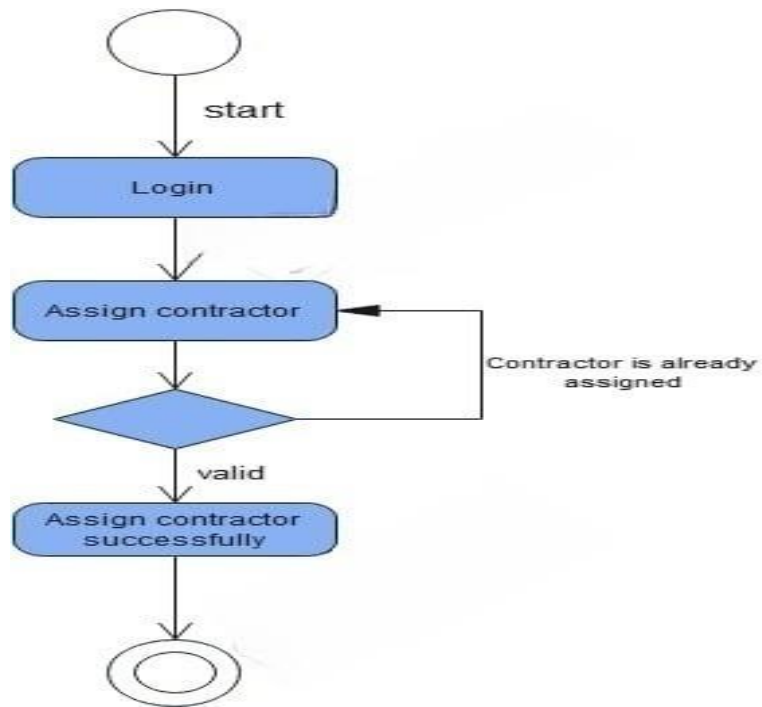 start
Login
Assign contractor
Contractor is already
assigned
valid
Assign contractor
successfully